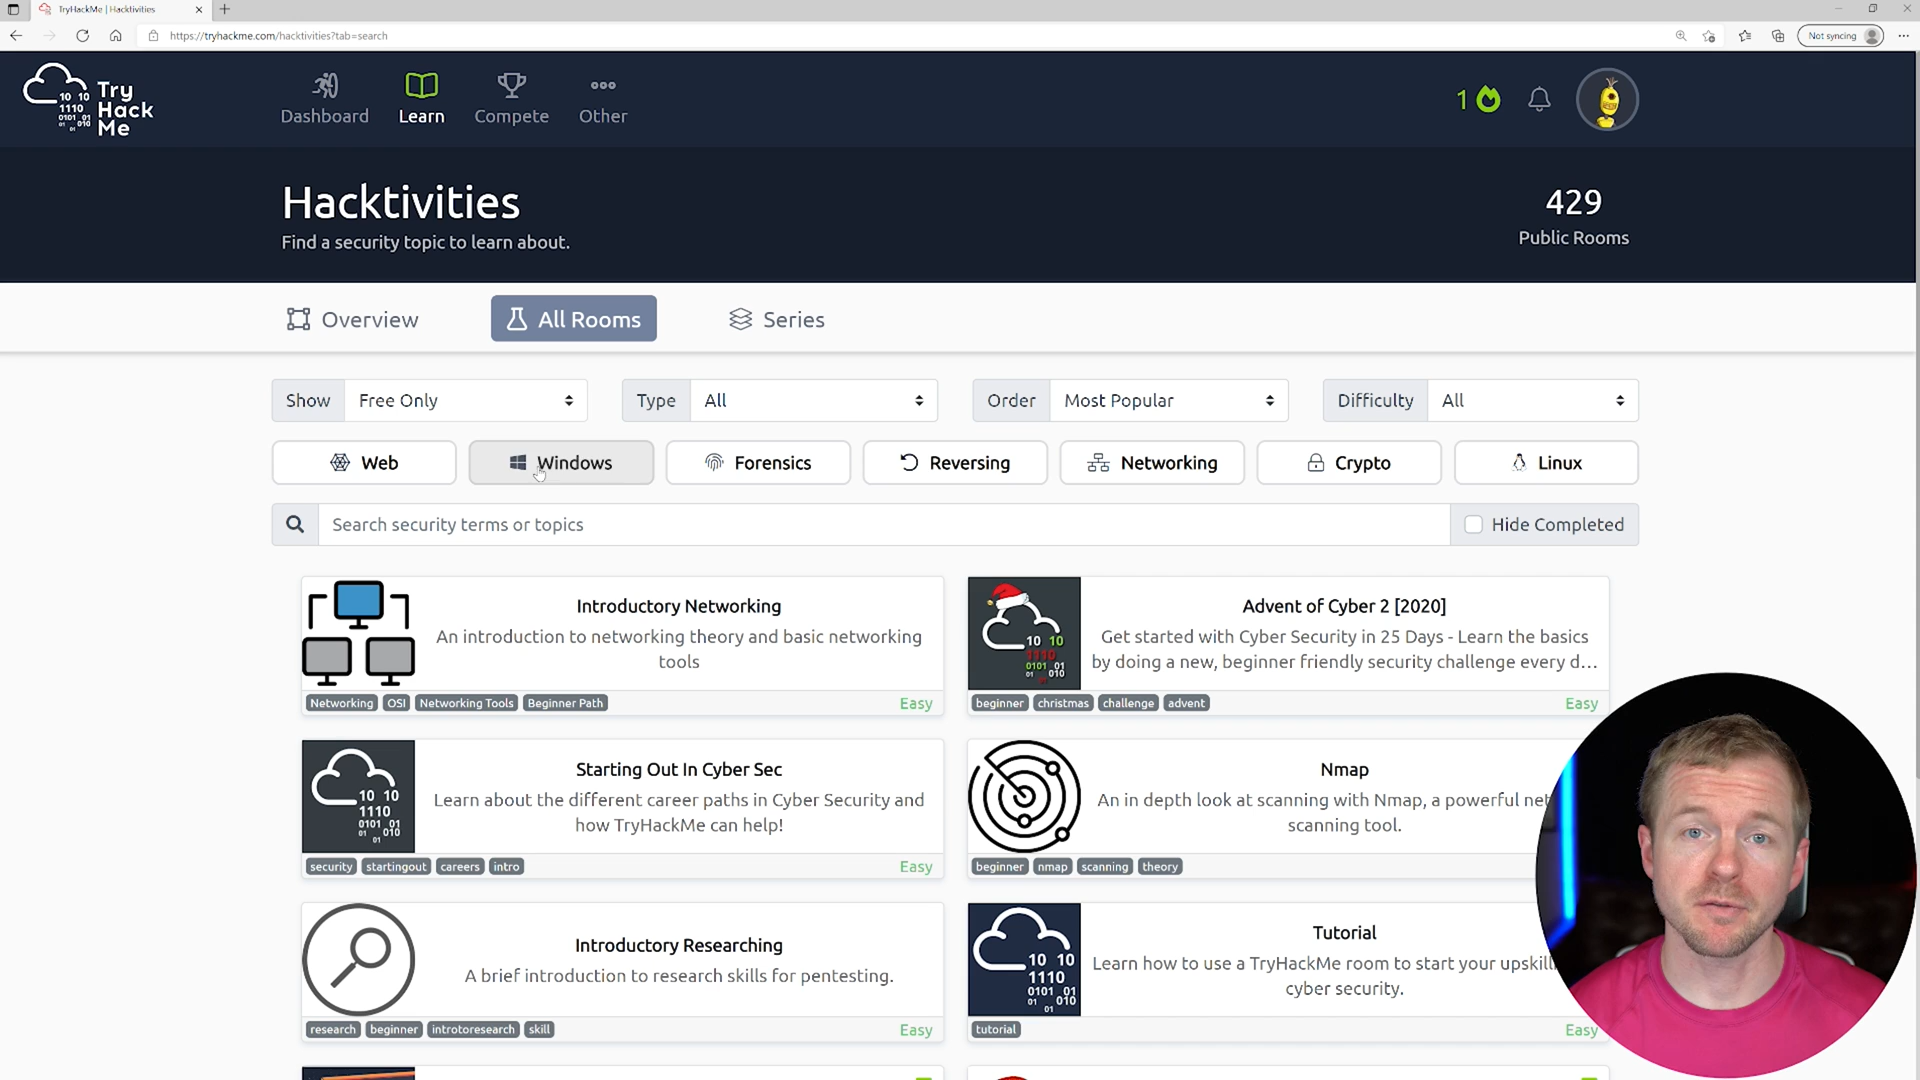 TryHackMe | Hacktivities
https://tryhackme.com/hacktivities?tab=search
Not syncing
Try
Hack
Me
Dashboard
Learn
Compete
Other
1
Hacktivities
Find a security topic to learn about.
429
Public Rooms
Overview
All Rooms
Series
Show
Free Only
Type
All
Order
Most Popular
Difficulty
All
Web
Windows
Forensics
Reversing
Networking
Crypto
Linux
Search security terms or topics
Hide Completed
Introductory Networking
An introduction to networking theory and basic networking
tools
Networking OSI Networking Tools Beginner Path
Easy
Advent of Cyber 2 [2020]
Get started with Cyber Security in 25 Days - Learn the basics
by doing a new, beginner friendly security challenge every d...
beginner christmas challenge advent
Easy
Starting Out In Cyber Sec
Learn about the different career paths in Cyber Security and
how TryHackMe can help!
security startingout careers intro
Easy
Nmap
An in depth look at scanning with Nmap, a powerful
scanning tool.
beginner nmap scanning theory
Introductory Researching
A brief introduction to research skills for pentesting.
research beginner introtoresearch skill
Easy
Tutorial
Learn how to use a TryHackMe room to start your
cyber security.
tutorial
Easy